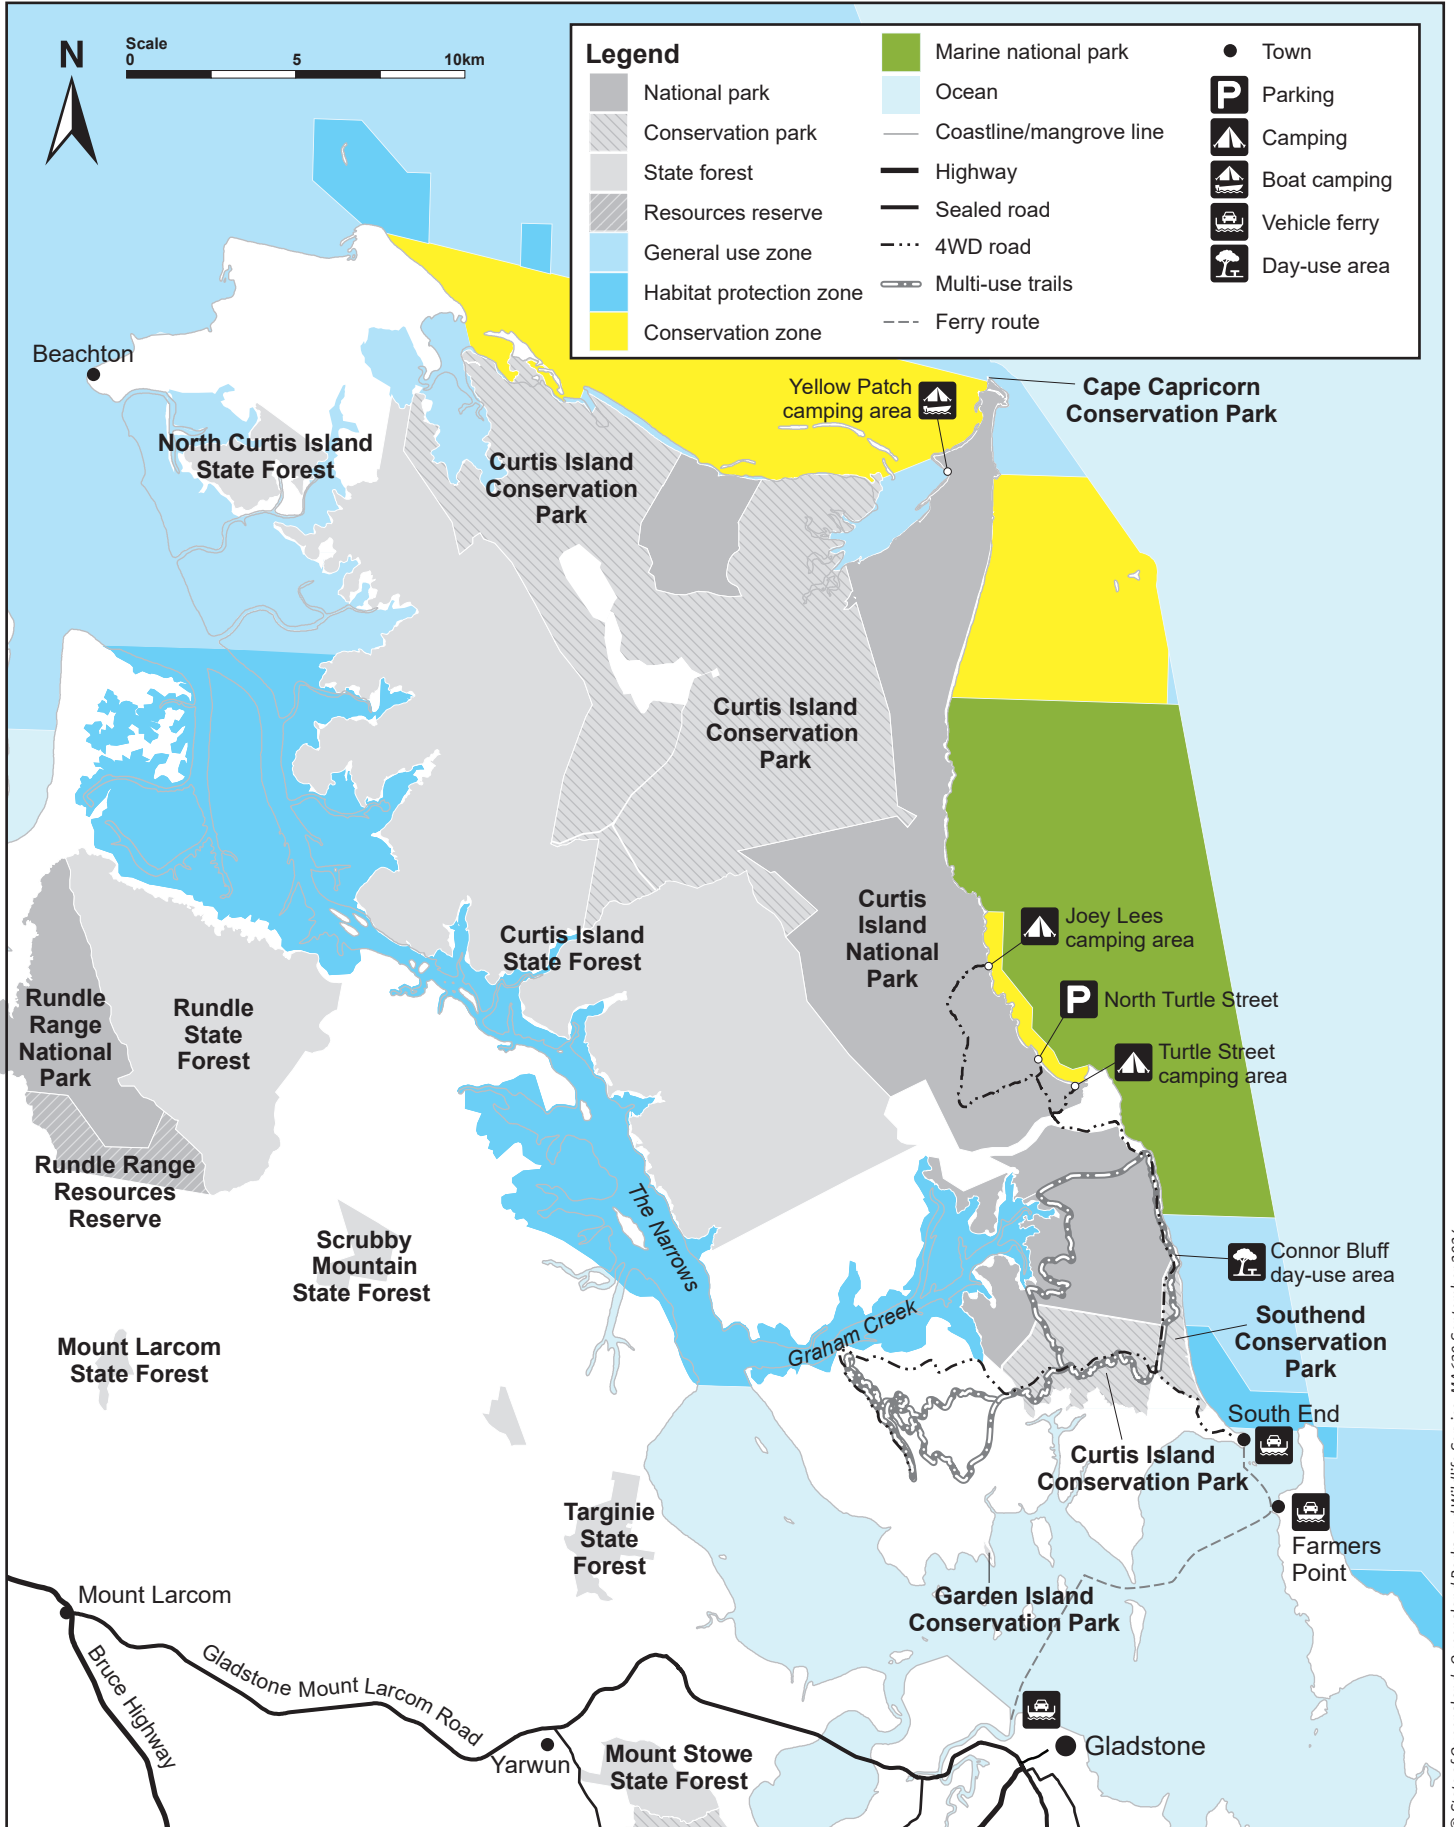 N
Scale
0 5 10km
Legend
National park
Conservation park
State forest
Resources reserve
General use zone
Habitat protection zone
Conservation zone
Marine national park
Ocean
Coastline/mangrove line
Highway
Sealed road
4WD road
Multi-use trails
Ferry route
Town
P Parking
Camping
Boat camping
Vehicle ferry
Day-use area
Beachton
Yellow Patch
camping area
Cape Capricorn
Conservation Park
North Curtis Island
State Forest
Curtis Island
Conservation
Park
Curtis Island
Conservation
Park
Curtis
Island
National
Park
Joey Lees
camping area
Curtis Island
State Forest
P North Turtle Street
Rundle
Range
National
Park
Rundle
State
Forest
Turtle Street
camping area
Rundle Range
Resources
Reserve
The Narrows
Scrubby
Mountain
State Forest
Connor Bluff
day-use area
Graham Creek
Southend
Conservation
Park
Mount Larcom
State Forest
South End
Curtis Island
Conservation Park
Targinie
State
Forest
Farmers
Point
Garden Island
Conservation Park
Mount Larcom
Bruce Highway
Gladstone Mount Larcom Road
Yarwun
Mount Stowe
State Forest
Gladstone